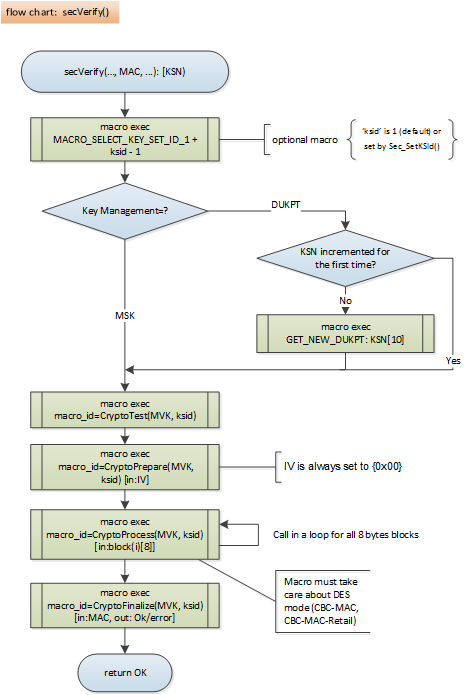 flow chart: secVerify()
secVerify(..., MAC, ...): [KSN)
macro exec
MACRO_SELECT_KEY_SET_ID_1 +
ksid - 1
optional macro
'ksid' is 1 (default) or
set by Sec_SetKSId()
Key Management=?
DUKPT
KSN incremented for
the first time?
No
MSK
macro exec
GET_NEW_DUKPT: KSN[10]
Yes
macro exec
macro_id=CryptoTest(MVK, ksid)
macro exec
macro_id=CryptoPrepare(MVK,
ksid) [in:IV]
IV is always set to {0x00}
macro exec
macro_id=CryptoProcess(MVK, ksid)
[in:block(i)[8]]
Call in a loop for all 8 bytes blocks
Macro must take
care about DES
mode (CBC-MAC,
CBC-MAC-Retail)
macro exec
macro_id=CryptoFinalize(MVK, ksid)
[in:MAC, out: Ok/error]
return OK